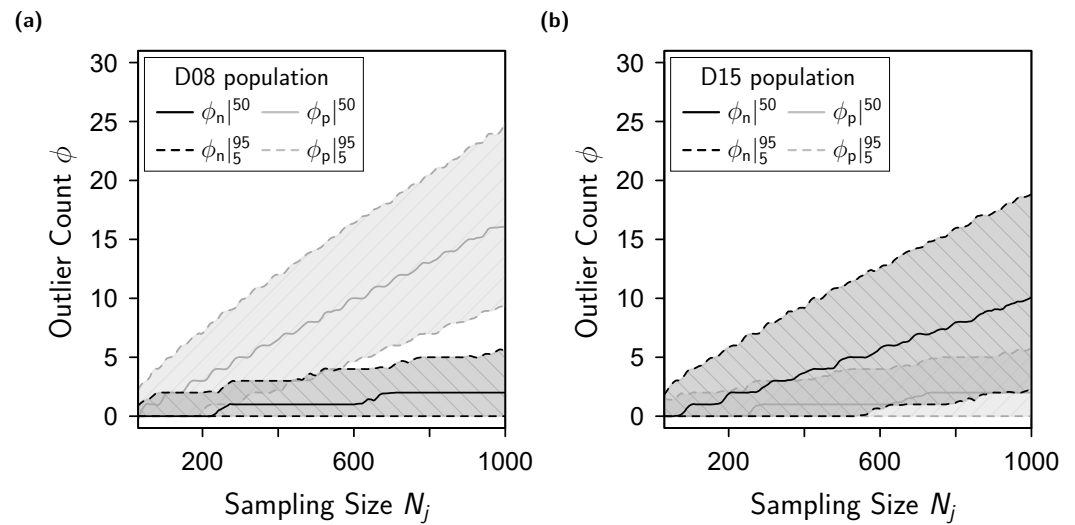 (a)
D08 population
ϕn|50 ϕp|50
ϕn|955 ϕp|955
Outlier Count ϕ
30
25
20
15
10
5
0
200 600 1000
Sampling Size Nj
(b)
D15 population
ϕn|50 ϕp|50
ϕn|955 ϕp|955
Outlier Count ϕ
30
25
20
15
10
5
0
200 600 1000
Sampling Size Nj